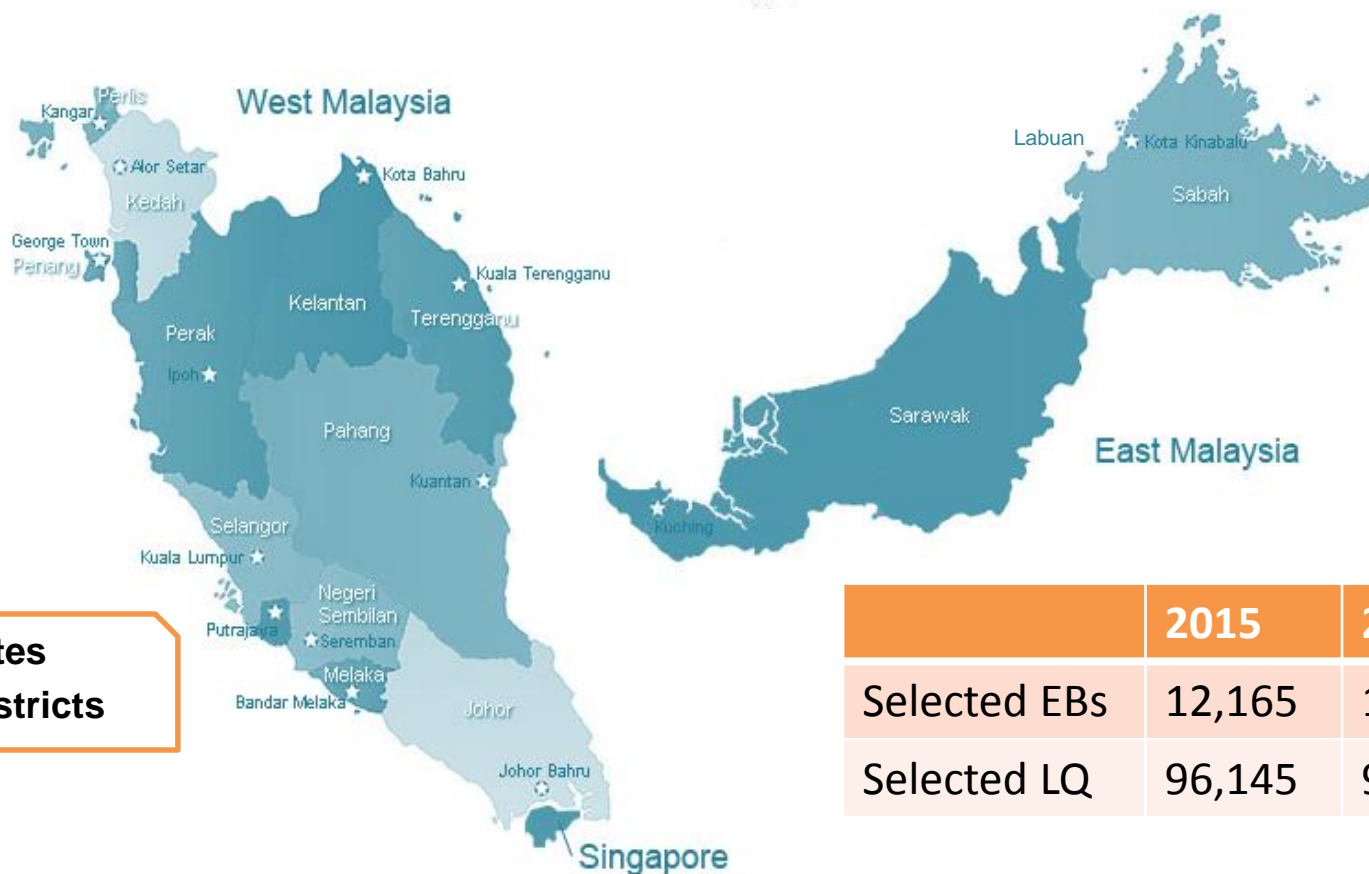 West Malaysia
Perlis
Kangar
Alor Setar
Kedah
Kota Bahru
George Town
Penang
Kuala Terengganu
Kelantan
Terengganu
Perak
Ipoh
Pahang
Kuantan
Selangor
Kuala Lumpur
Negeri
Sembilan
Putrajaya
Seremban
Melaka
Bandar Melaka
Johor
Johor Bahru
Singapore
Labuan
Kota Kinabalu
Sabah
Sarawak
East Malaysia
Kuching
2015
Selected EBs 12,165
Selected LQ 96,145